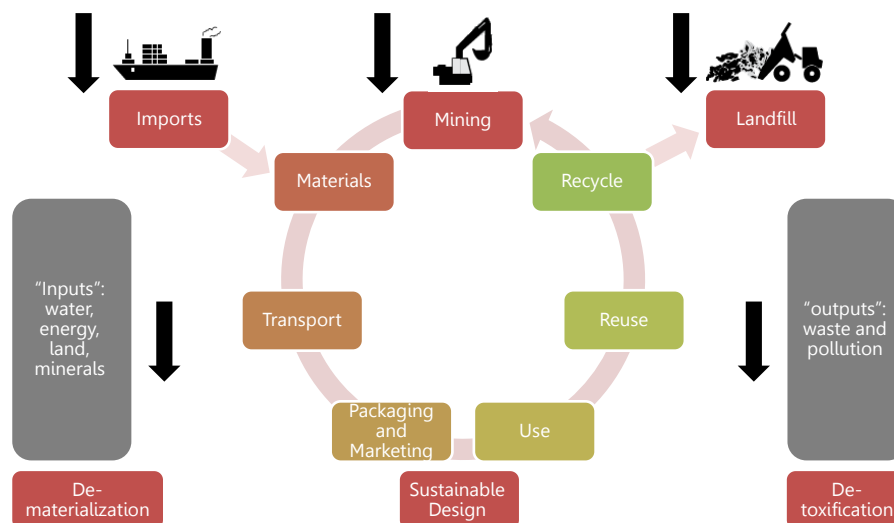 Imports
Mining
Landfill
Materials
Recycle
"Inputs":
water,
energy,
land,
minerals
Transport
Reuse
"outputs":
waste and
pollution
Packaging
and
Marketing
Use
De-
materialization
Sustainable
Design
De-
toxification